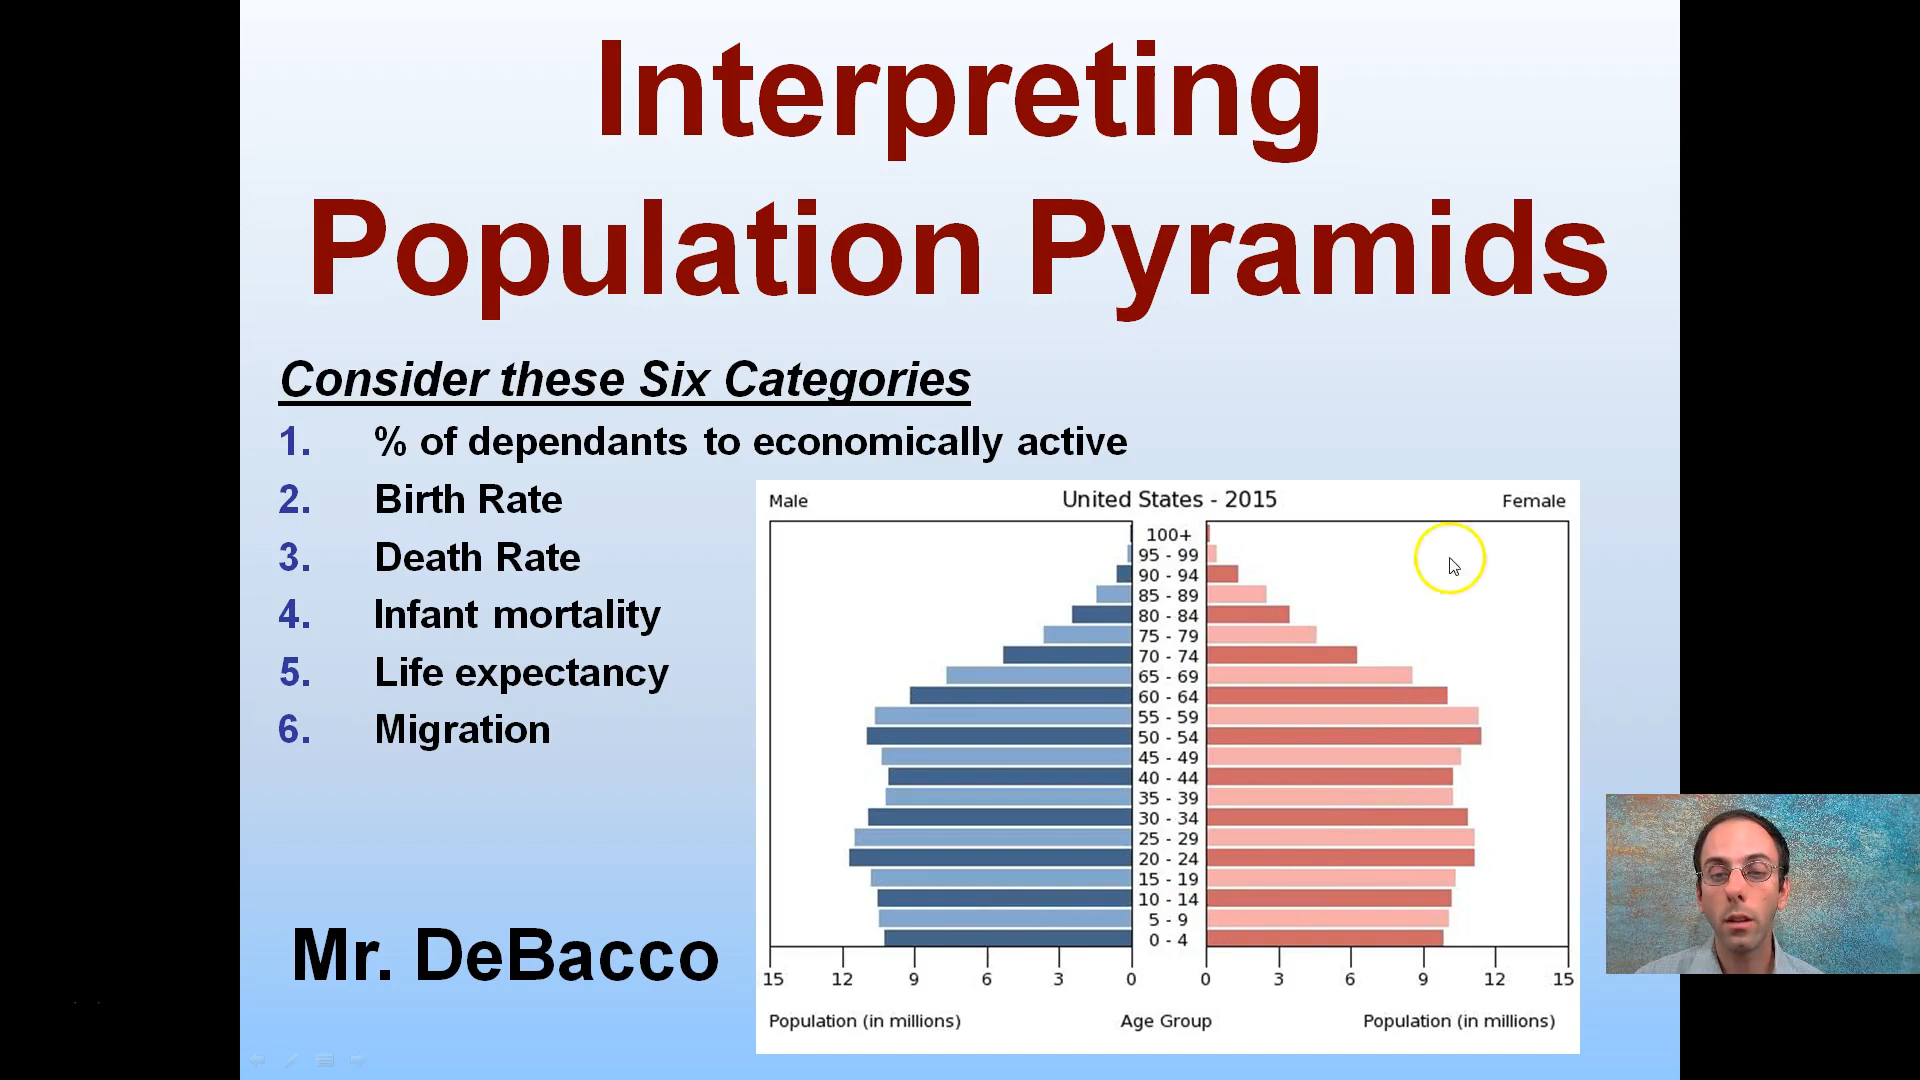 Interpreting
Population Pyramids
Consider these Six Categories
1. % of dependants to economically active
2. Birth Rate
3. Death Rate
4. Infant mortality
5. Life expectancy
6. Migration
Mr. DeBacco
Male United States - 2015 Female
100+
95 - 99
90 - 94
85 - 89
80 - 84
75 - 79
70 - 74
65 - 69
60 - 64
55 - 59
50 - 54
45 - 49
40 - 44
35 - 39
30 - 34
25 - 29
20 - 24
15 - 19
10 - 14
5 - 9
0 - 4
15 12 9 6 3 0 0 3 6 9 12 15
Population (in millions) Age Group Population (in millions)